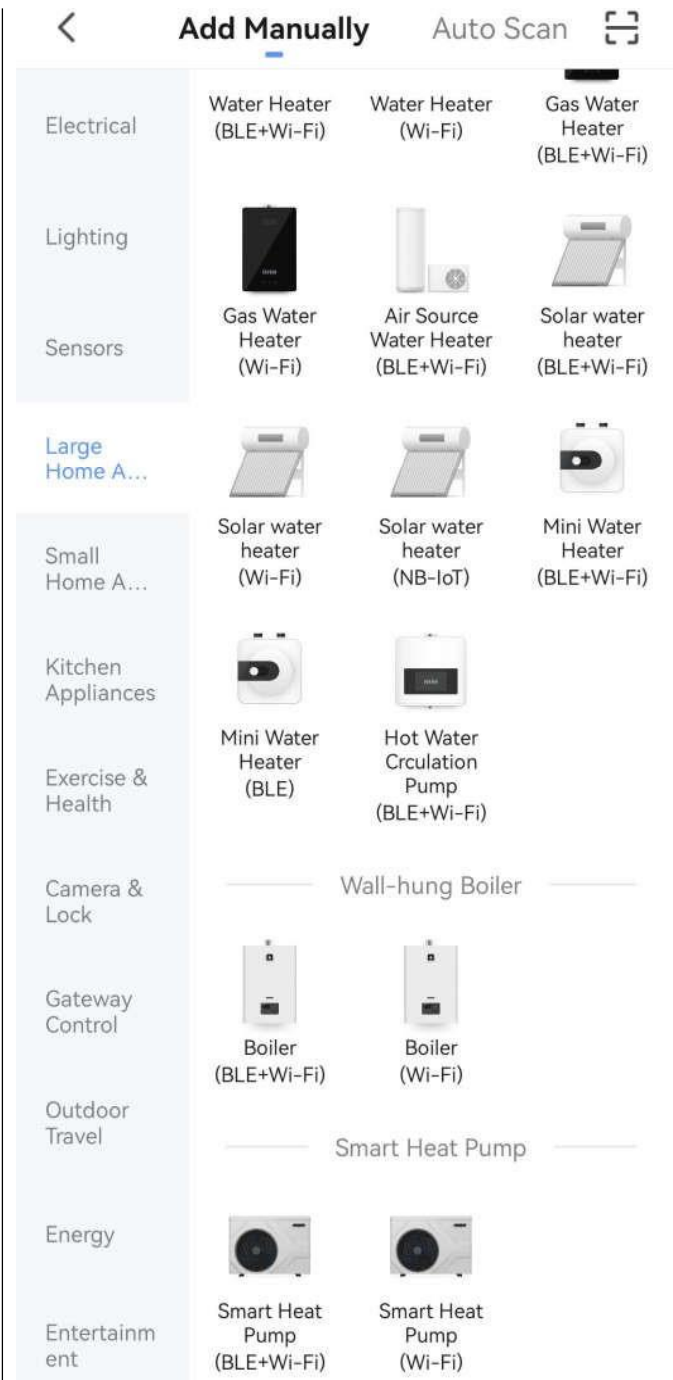 Add Manually
Auto Scan
Electrical
Lighting
Sensors
Large
Home A...
Small
Home A...
Kitchen
Appliances
Exercise &
Health
Camera &
Lock
Gateway
Control
Outdoor
Travel
Energy
Entertainm
ent
Water Heater
(BLE+Wi-Fi)
Water Heater
(Wi-Fi)
Gas Water
Heater
(BLE+Wi-Fi)
Gas Water
Heater
(Wi-Fi)
Air Source
Water Heater
(BLE+Wi-Fi)
Solar water
heater
(BLE+Wi-Fi)
Solar water
heater
(Wi-Fi)
Solar water
heater
(NB-IoT)
Mini Water
Heater
(BLE+Wi-Fi)
Mini Water
Heater
(BLE)
Hot Water
Crculation
Pump
(BLE+Wi-Fi)
Wall-hung Boiler
Boiler
(BLE+Wi-Fi)
Boiler
(Wi-Fi)
Smart Heat Pump
Smart Heat
Pump
(BLE+Wi-Fi)
Smart Heat
Pump
(Wi-Fi)